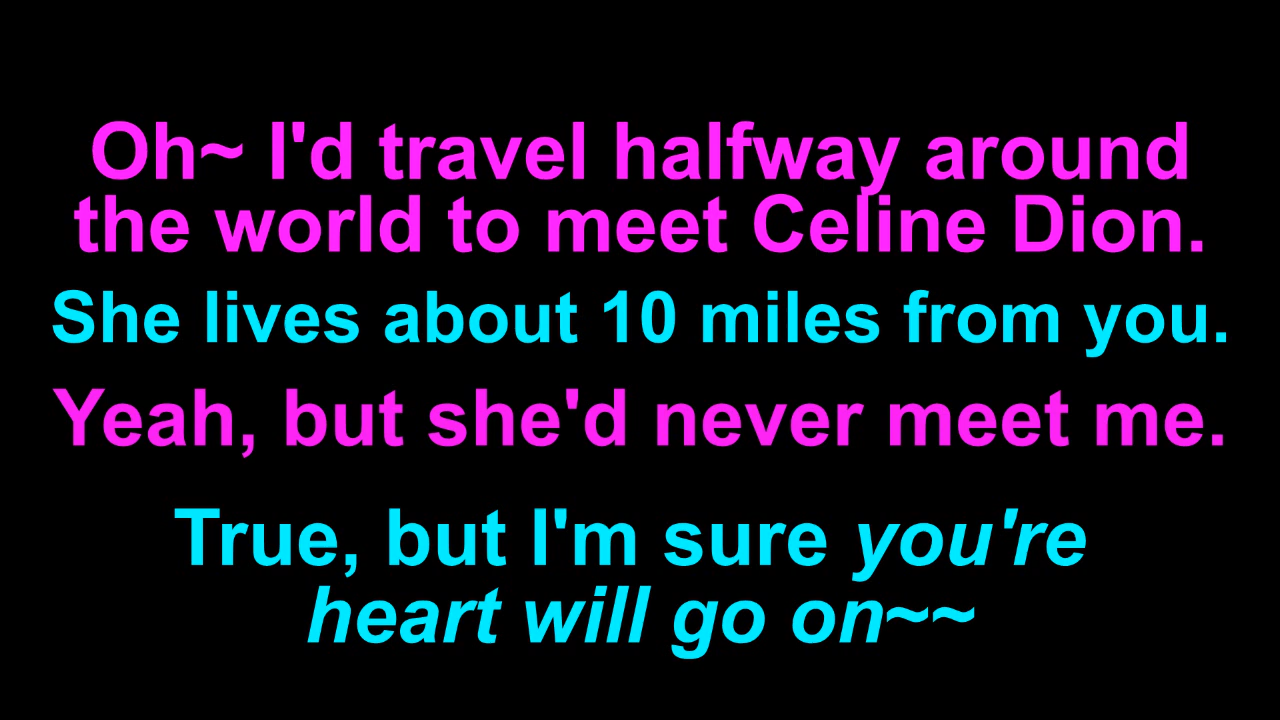 Oh~ I'd travel halfway around
the world to meet Celine Dion.
She lives about 10 miles from you.
Yeah, but she'd never meet me.
True, but I'm sure you're
heart will go on~~